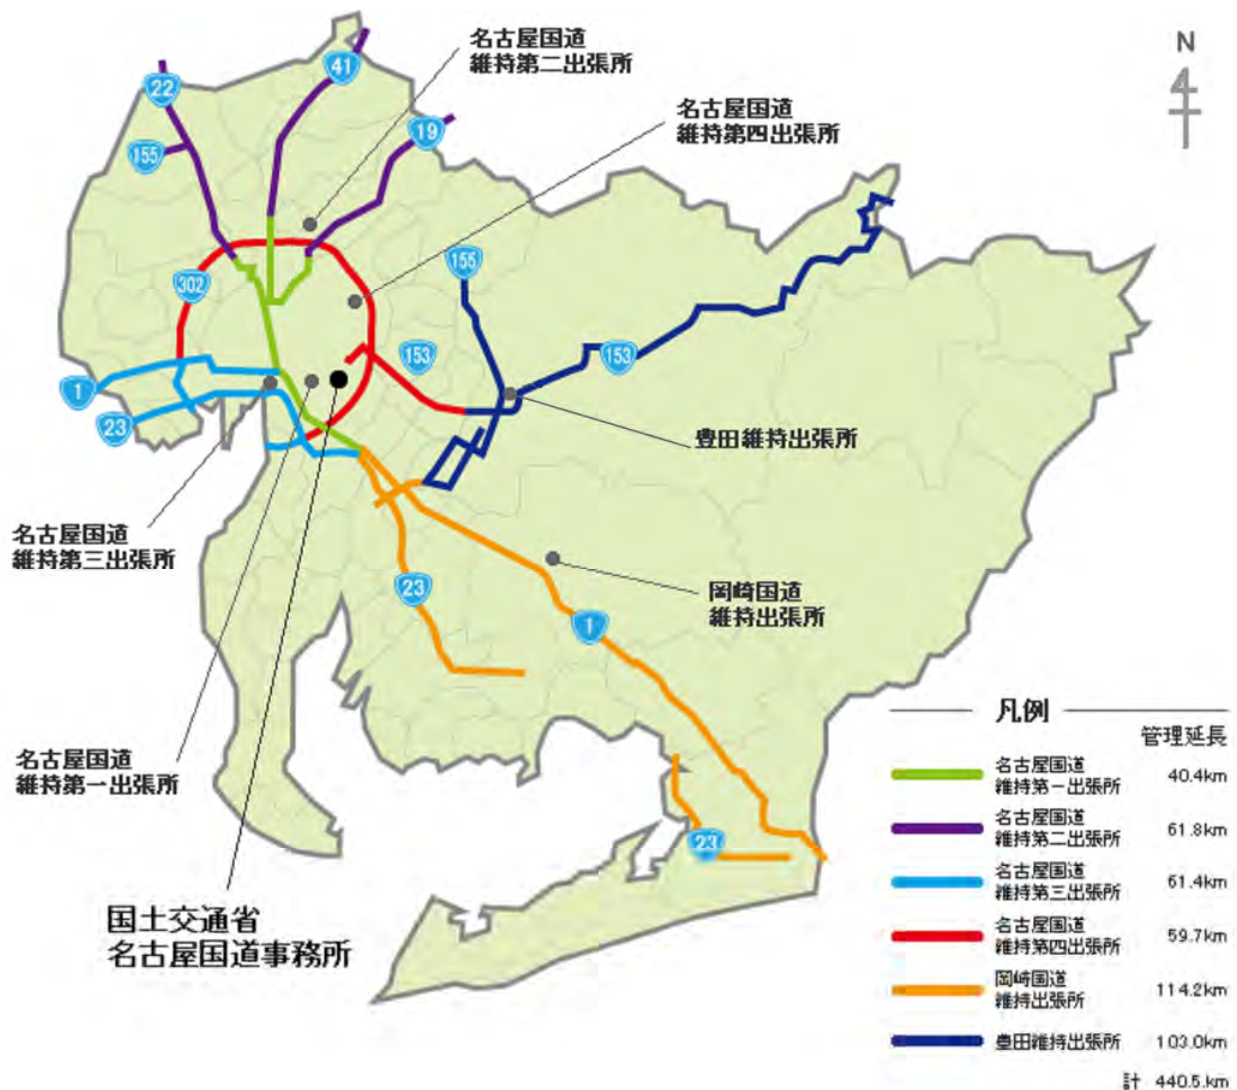 名古屋国道
維持第二出張所
N
41
22
名古屋国道
維持第四出張所
19
155
155
302
153
153
1
23
豊田維持出張所
名古屋国道
維持第三出張所
岡崎国道
維持出張所
23
1
名古屋国道
維持第一出張所
23
国土交通省
名古屋国道事務所
凡例
管理延長
名古屋国道
維持第一出張所 40.4km
名古屋国道
維持第二出張所 61.8km
名古屋国道
維持第三出張所 61.4km
名古屋国道
維持第四出張所 59.7km
岡崎国道
維持出張所 114.2km
豊田維持出張所 103.0km
計 440.5.km